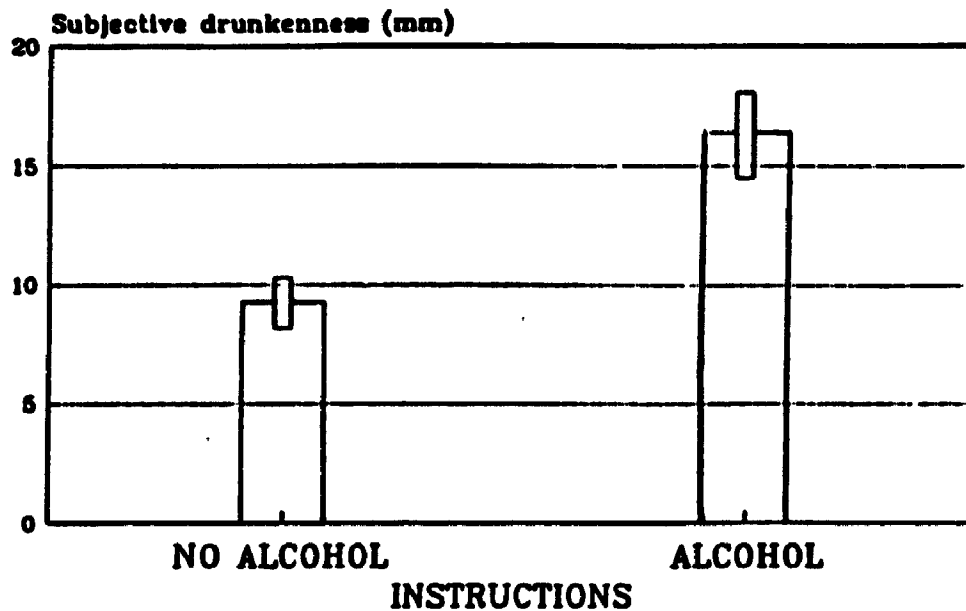 Subjective drunkenness (mm)
20
15
10
5
0
NO ALCOHOL ALCOHOL
INSTRUCTIONS